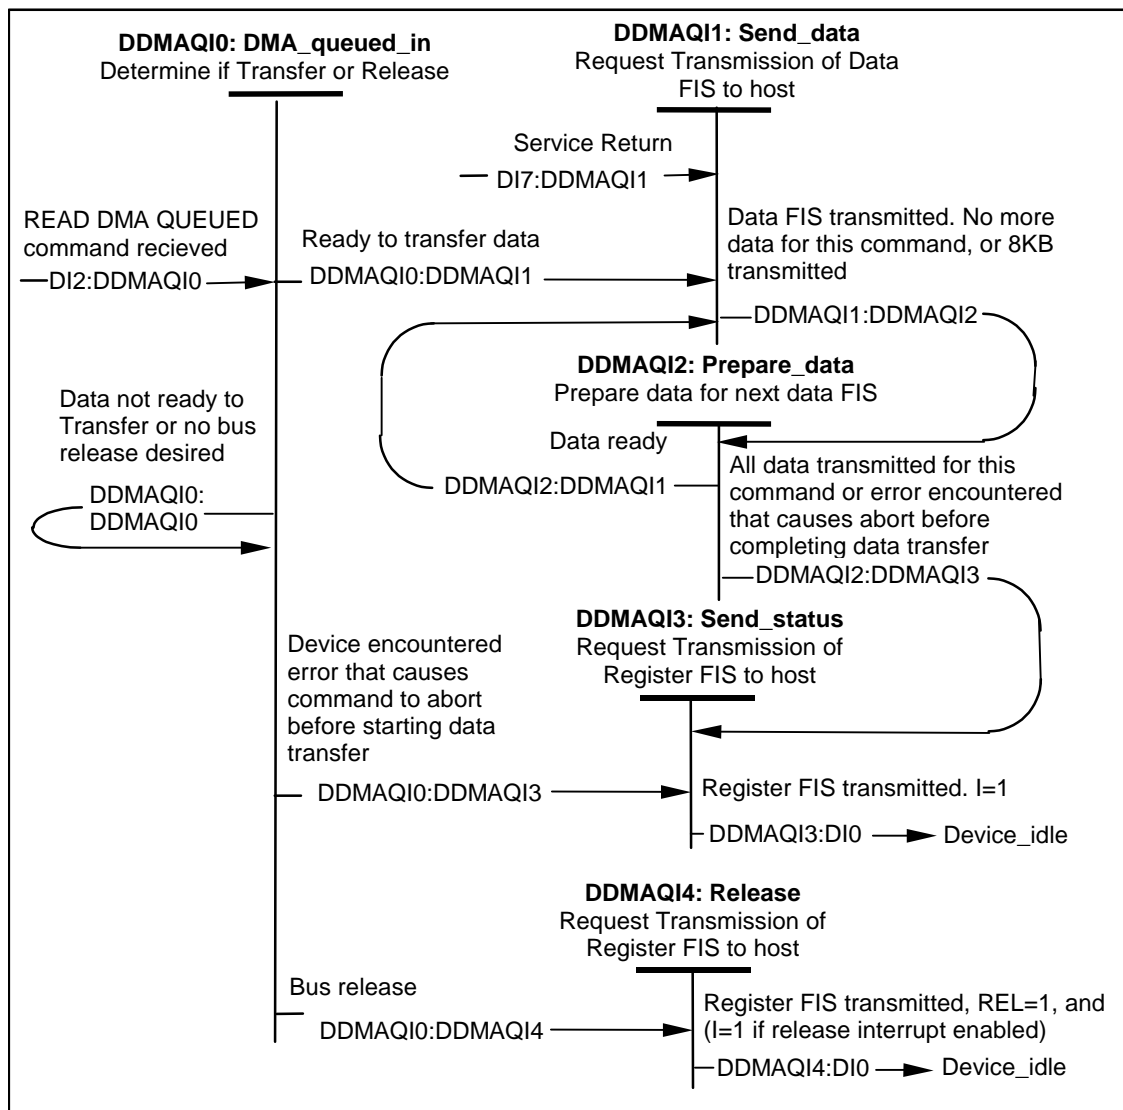 DDMAQI0: DMA_queued_in
Determine if Transfer or Release
DDMAQI1: Send_data
Request Transmission of Data
FIS to host
Service Return
DI7:DDMAQI1
READ DMA QUEUED
command recieved
DI2:DDMAQI0
Ready to transfer data
DDMAQI0:DDMAQI1
Data FIS transmitted. No more
data for this command, or 8KB
transmitted
DDMAQI1:DDMAQI2
DDMAQI2: Prepare_data
Prepare data for next data FIS
Data not ready to
Transfer or no bus
release desired
DDMAQI0:
DDMAQI0
Data ready
DDMAQI2:DDMAQI1
All data transmitted for this
command or error encountered
that causes abort before
completing data transfer
DDMAQI2:DDMAQI3
DDMAQI3: Send_status
Request Transmission of
Register FIS to host
Device encountered
error that causes
command to abort
before starting data
transfer
DDMAQI0:DDMAQI3
Register FIS transmitted. I=1
DDMAQI3:DI0
Device_idle
DDMAQI4: Release
Request Transmission of
Register FIS to host
Bus release
DDMAQI0:DDMAQI4
Register FIS transmitted, REL=1, and
(I=1 if release interrupt enabled)
DDMAQI4:DI0
Device_idle